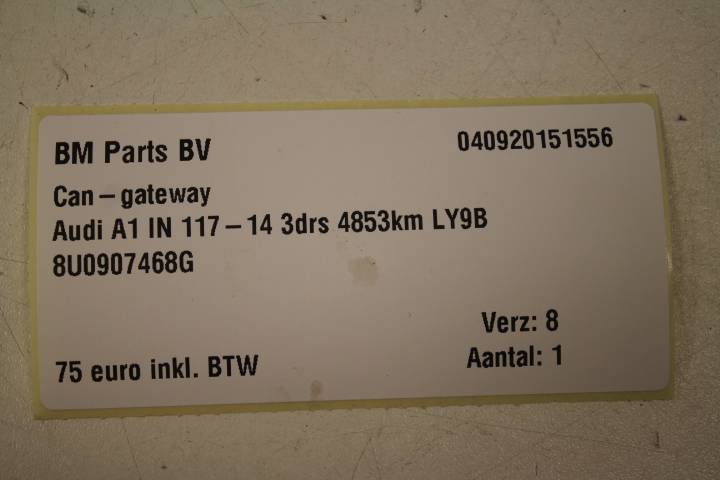 BM Parts BV 040920151556
Can-gateway
Audi A1 IN 117-14 3drs 4853km LY9B
8U0907468G
Verz: 8
75 euro inkl. BTW Aantal: 1